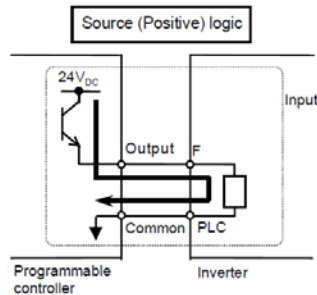 Source (Positive) logic
24VDC
Input
Output F
Common PLC
Programmable controller
Inverter